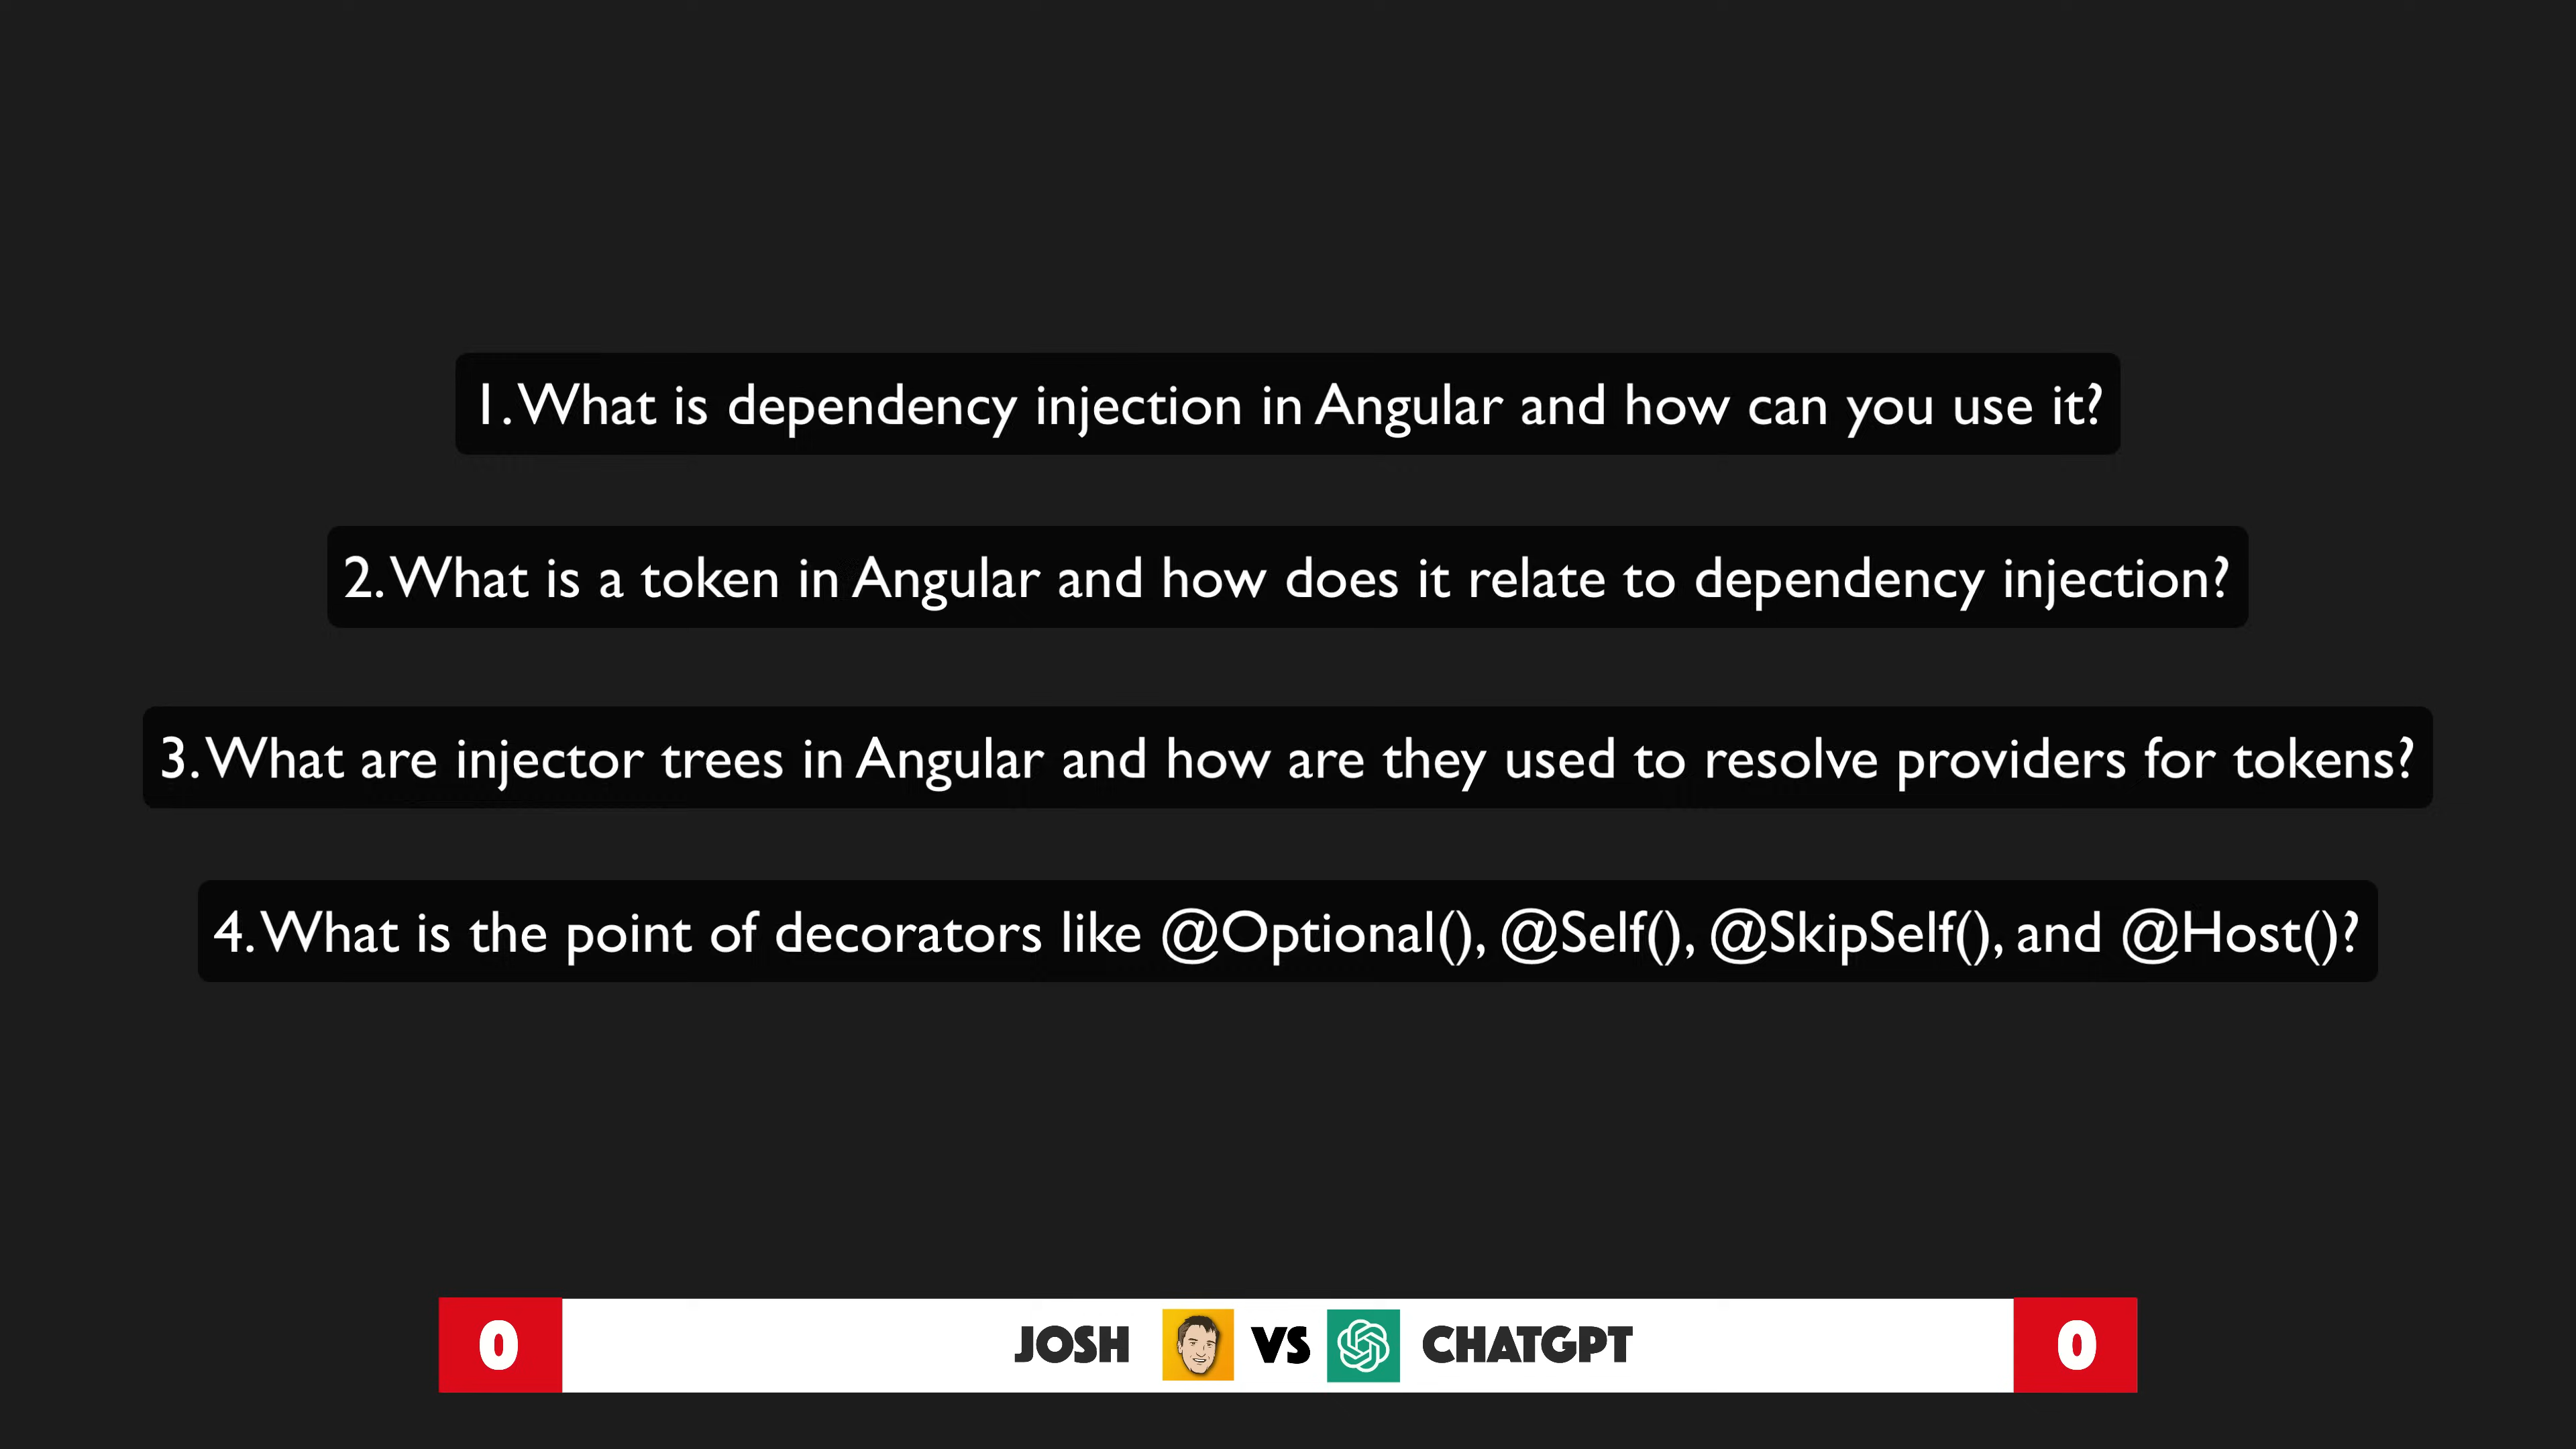 1. What is dependency injection in Angular and how can you use it?
2. What is a token in Angular and how does it relate to dependency injection?
3. What are injector trees in Angular and how are they used to resolve providers for tokens?
4. What is the point of decorators like @Optional(), @Self(), @SkipSelf(), and @Host()?
0 JOSH VS CHATGPT 0